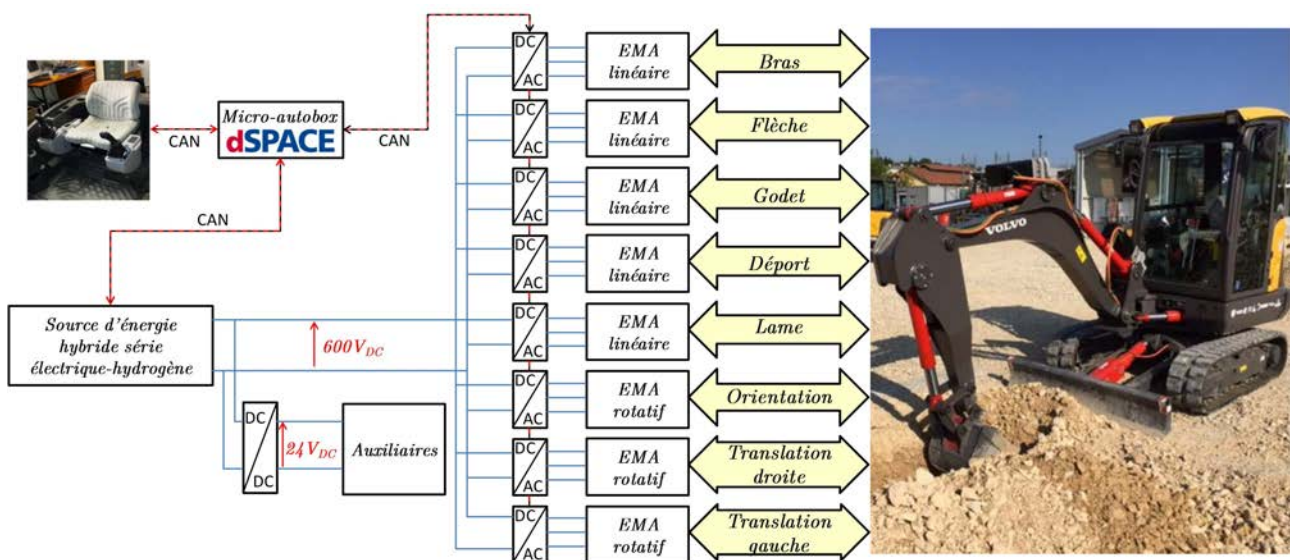 CAN
Micro-autobox
dSPACE
CAN
CAN
Source d'énergie
hybride série
électrique-hydrogène
600V_DC
24V_DC
DC
DC
Auxiliaires
DC
AC
EMA
linéaire
Bras
DC
AC
EMA
linéaire
Flèche
DC
AC
EMA
linéaire
Godet
DC
AC
EMA
linéaire
Déport
DC
AC
EMA
linéaire
Lame
DC
AC
EMA
rotatif
Orientation
DC
AC
EMA
rotatif
Translation
droite
DC
AC
EMA
rotatif
Translation
gauche
VOLVO